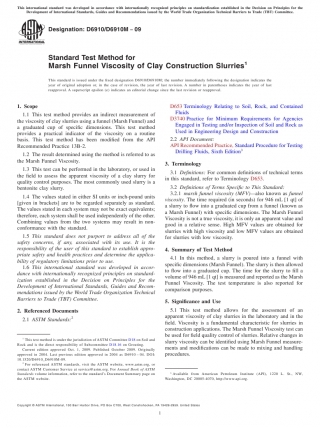 This international standard was developed in accordance with internationally recognized principles on standardization established in the Decision on Principles for the
Development of International Standards, Guides and Recommendations issued by the World Trade Organization Technical Barriers to Trade (TBT) Committee.
Designation: D6910/D6910M − 09
INTERNATIONAL
Standard Test Method for
Marsh Funnel Viscosity of Clay Construction Slurries1
This standard is issued under the fixed designation D6910/D6910M; the number immediately following the designation indicates the
year of original adoption or, in the case of revision, the year of last revision. A number in parentheses indicates the year of last
reapproval. A superscript epsilon (ε) indicates an editorial change since the last revision or reapproval.
1. Scope
1.1 This test method provides an indirect measurement of
the viscosity of clay slurries using a funnel (Marsh Funnel) and
a graduated cup of specific dimensions. This test method
provides a practical indicator of the viscosity on a routine
basis. This test method has been modified from the API
Recommended Practice 13B-2.
1.2 The result determined using the method is referred to as
the Marsh Funnel Viscosity.
1.3 This test can be performed in the laboratory, or used in
the field to assess the apparent viscosity of a clay slurry for
quality control purposes. The most commonly used slurry is a
bentonite clay slurry.
1.4 The values stated in either SI units or inch-pound units
[given in brackets] are to be regarded separately as standard.
The values stated in each system may not be exact equivalents;
therefore, each system shall be used independently of the other.
Combining values from the two systems may result in non-
conformance with the standard.
1.5 This standard does not purport to address all of the
safety concerns, if any, associated with its use. It is the
responsibility of the user of this standard to establish appro-
priate safety and health practices and determine the applica-
bility of regulatory limitations prior to use.
1.6 This international standard was developed in accor-
dance with internationally recognized principles on standard-
ization established in the Decision on Principles for the
Development of International Standards, Guides and Recom-
mendations issued by the World Trade Organization Technical
Barriers to Trade (TBT) Committee.
2. Referenced Documents
2.1 ASTM Standards:2
1 This test method is under the jurisdiction of ASTM Committee D18 on Soil and
Rock and is the direct responsibility of Subcommittee
Current edition approved Oct. 1, 2009. Published October 2009. Originally
approved in
2 For referenced ASTM standards, visit the ASTM website, www.astm.org, or
contact ASTM Customer Service at service@astm.org. For Annual Book of ASTM
Standards volume information, refer to the standard's Document Summary page on
the ASTM website.
D653 Terminology Relating to Soil, Rock, and Contained
Fluids
D3740 Practice for Minimum Requirements for Agencies
Engaged in Testing and/or Inspection of Soil and Rock as
Used in Engineering Design and Construction
2.2 API Document:
API Recommended Practice. Standard Procedure for Testing
Drilling Fluids, Sixth Edition3
3. Terminology
3.1 Definitions: For common definitions of technical terms
in this standard, refer to Terminology D653.
3.2 Definitions of Terms Specific to This Standard:
3.2.1 marsh funnel viscosity (MFV)—also known as funnel
viscosity. The time required (in seconds) for 946 mL [1 qt] of
a slurry to flow into a graduated cup from a funnel (known as
a Marsh Funnel) with specific dimensions. The Marsh Funnel
Viscosity is not a true viscosity, it is only an apparent value and
good in a relative sense. High MFV values are obtained for
slurries with high viscosity and low MFV values are obtained
for slurries with low viscosity.
4. Summary of Test Method
4.1 In this method, a slurry is poured into a funnel with
specific dimensions (Marsh Funnel). The slurry is then allowed
to flow into a graduated cup. The time for the slurry to fill a
volume of 946 mL [1 qt] is measured and reported as the Marsh
Funnel Viscosity. The test temperature is also reported for
comparison purposes.
5. Significance and Use
5.1 This test method allows for the assessment of an
apparent viscosity of clay slurries in the laboratory and in the
field. Viscosity is a fundamental characteristic for slurries in
construction applications. The Marsh Funnel Viscosity test can
be used for field quality control of slurries. Relative changes in
slurry viscosity can be identified using Marsh Funnel measure-
ments and modifications can be made to mixing and handling
procedures.
3 Available from American Petroleum Institute (API), 1220 L. St., NW,
Washington, DC 20005-4070, http://www.api.org.
Copyright © ASTM International, 100 Barr Harbor Drive, PO Box C700, West Conshohocken, PA 19428-2959. United States
1